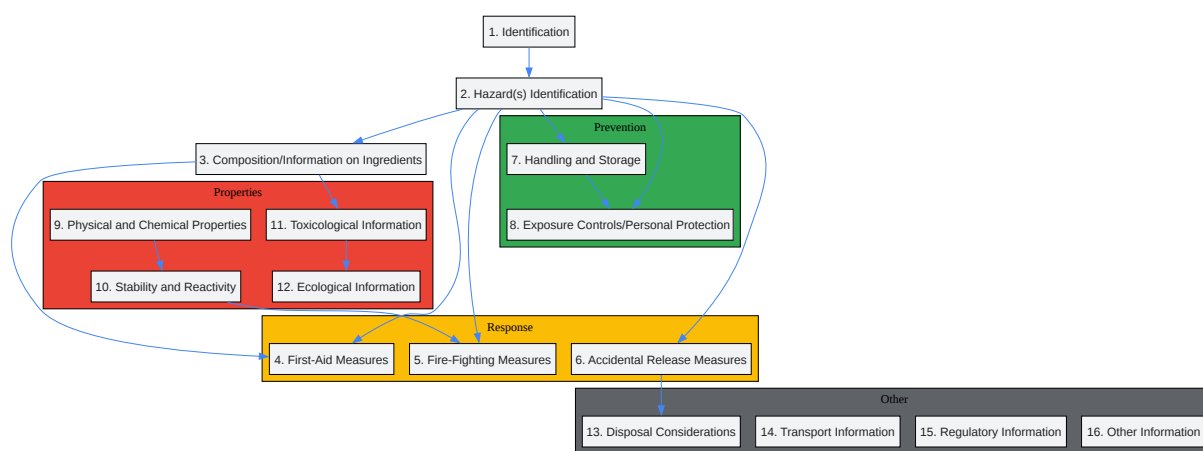 1. Identification
2. Hazard(s) Identification
Prevention
3. Composition/Information on Ingredients
7. Handling and Storage
Properties
9. Physical and Chemical Properties
11. Toxicological Information
8. Exposure Controls/Personal Protection
10. Stability and Reactivity
12. Ecological Information
Response
4. First-Aid Measures
5. Fire-Fighting Measures
6. Accidental Release Measures
Other
13. Disposal Considerations
14. Transport Information
15. Regulatory Information
16. Other Information